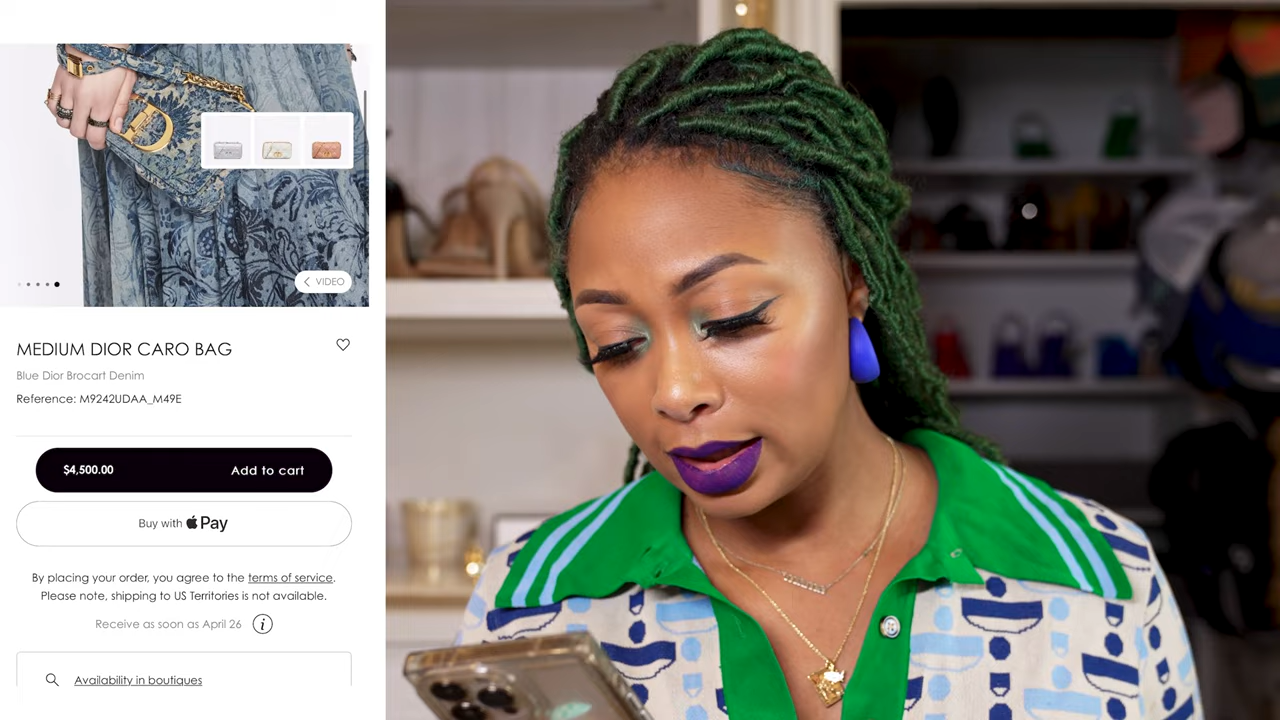 VIDEO
MEDIUM DIOR CARO BAG
Blue Dior Brocart Denim
Reference: M9242UDAA_M49E
$4,500.00 Add to cart
Buy with Pay
By placing your order, you agree to the terms of service.
Please note, shipping to US Territories is not available.
Receive as soon as April 26
i
Availability in boutiques